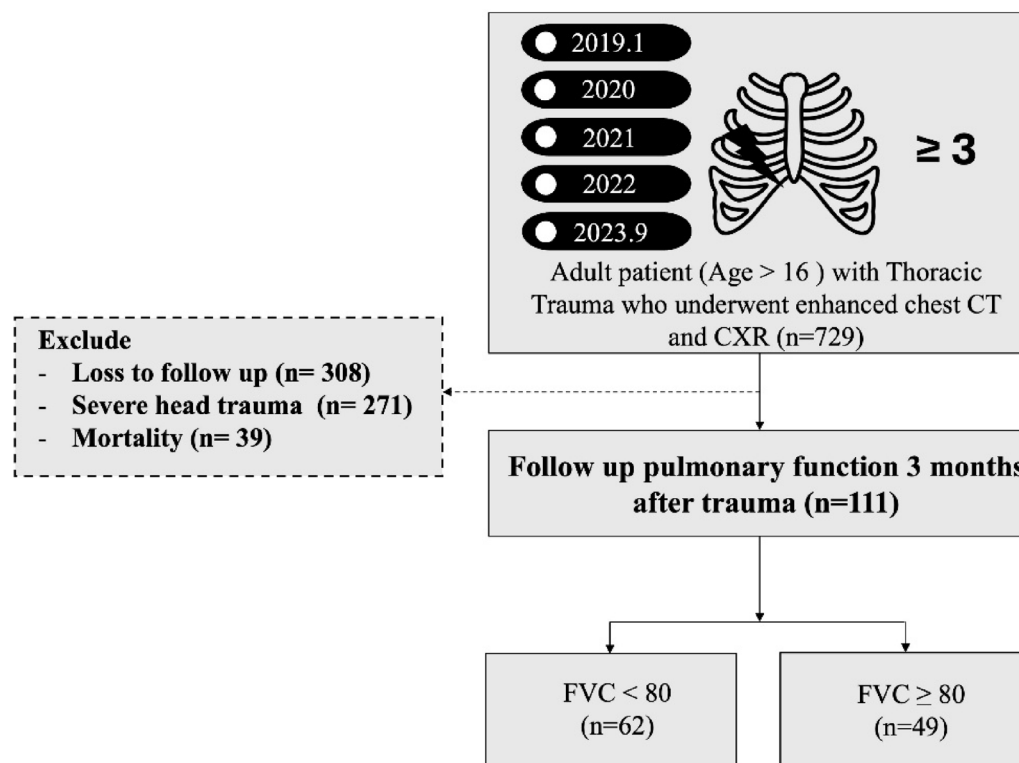 2019.1
2020
2021
2022
2023.9
≥ 3
Adult patient (Age > 16 ) with Thoracic
Trauma who underwent enhanced chest CT
and CXR (n=729)
Exclude
- Loss to follow up (n= 308)
- Severe head trauma (n= 271)
- Mortality (n= 39)
Follow up pulmonary function 3 months
after trauma (n=111)
FVC < 80
(n=62)
FVC ≥ 80
(n=49)